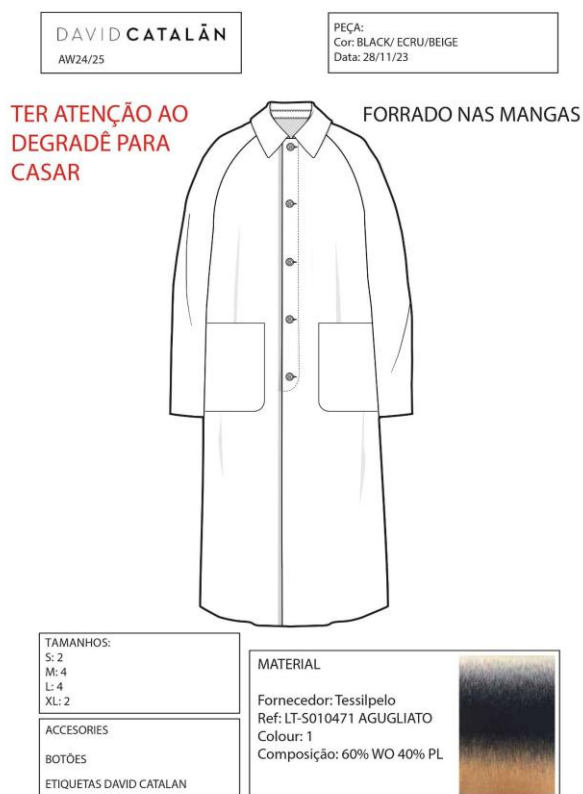 DAVID CATALĀN
AW24/25
PEÇA:
Cor: BLACK/ ECRU/BEIGE
Data: 28/11/23
TER ATENÇÃO AO
DEGRADÊ PARA
CASAR
FORRADO NAS MANGAS
TAMANHOS:
S: 2
M: 4
L: 4
XL: 2
ACCESORIES
BOTÕES
ETIQUETAS DAVID CATALAN
MATERIAL
Fornecedor: Tessilpelo
Ref: LT-S010471 AGUGLIATO
Colour: 1
Composição: 60% WO 40% PL